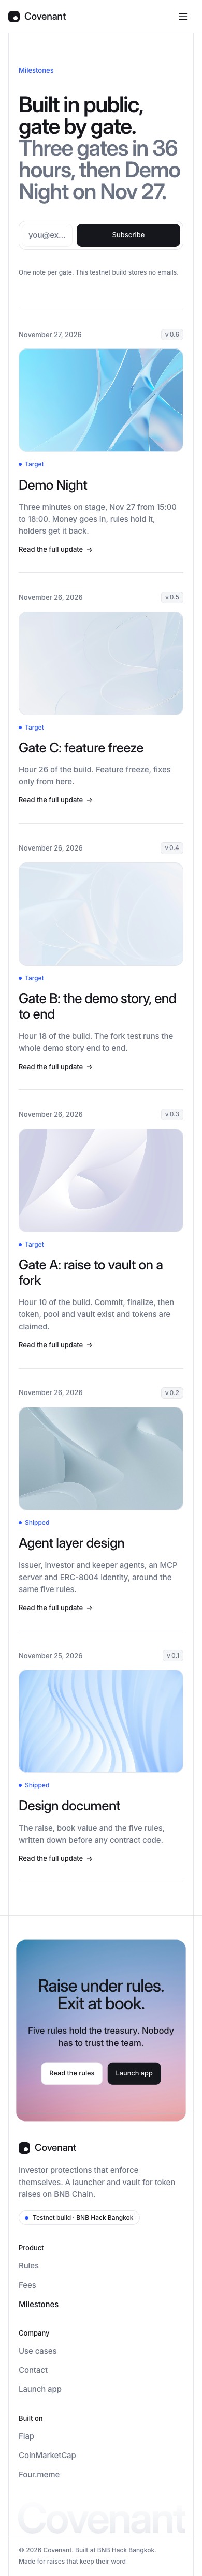 Covenant
Milestones
Built in public,
gate by gate.
Three gates in 36
hours, then Demo
Night on Nov 27.
you@ex...
Subscribe
One note per gate. This testnet build stores no emails.
November 27, 2026
v 0.6
Target
Demo Night
Three minutes on stage, Nov 27 from 15:00
to 18:00. Money goes in, rules hold it,
holders get it back.
Read the full update
November 26, 2026
v 0.5
Target
Gate C: feature freeze
Hour 26 of the build. Feature freeze, fixes
only from here.
Read the full update
November 26, 2026
v 0.4
Target
Gate B: the demo story, end
to end
Hour 18 of the build. The fork test runs the
whole demo story end to end.
Read the full update
November 26, 2026
v 0.3
Target
Gate A: raise to vault on a
fork
Hour 10 of the build. Commit, finalize, then
token, pool and vault exist and tokens are
claimed.
Read the full update
November 26, 2026
v 0.2
Shipped
Agent layer design
Issuer, investor and keeper agents, an MCP
server and ERC-8004 identity, around the
same five rules.
Read the full update
November 25, 2026
v 0.1
Shipped
Design document
The raise, book value and the five rules,
written down before any contract code.
Read the full update
Raise under rules.
Exit at book.
Five rules hold the treasury. Nobody
has to trust the team.
Read the rules
Launch app
Covenant
Investor protections that enforce
themselves. A launcher and vault for token
raises on BNB Chain.
Testnet build · BNB Hack Bangkok
Product
Rules
Fees
Milestones
Company
Use cases
Contact
Launch app
Built on
Flap
CoinMarketCap
Four.meme
Covenant
© 2026 Covenant. Built at BNB Hack Bangkok.
Made for raises that keep their word